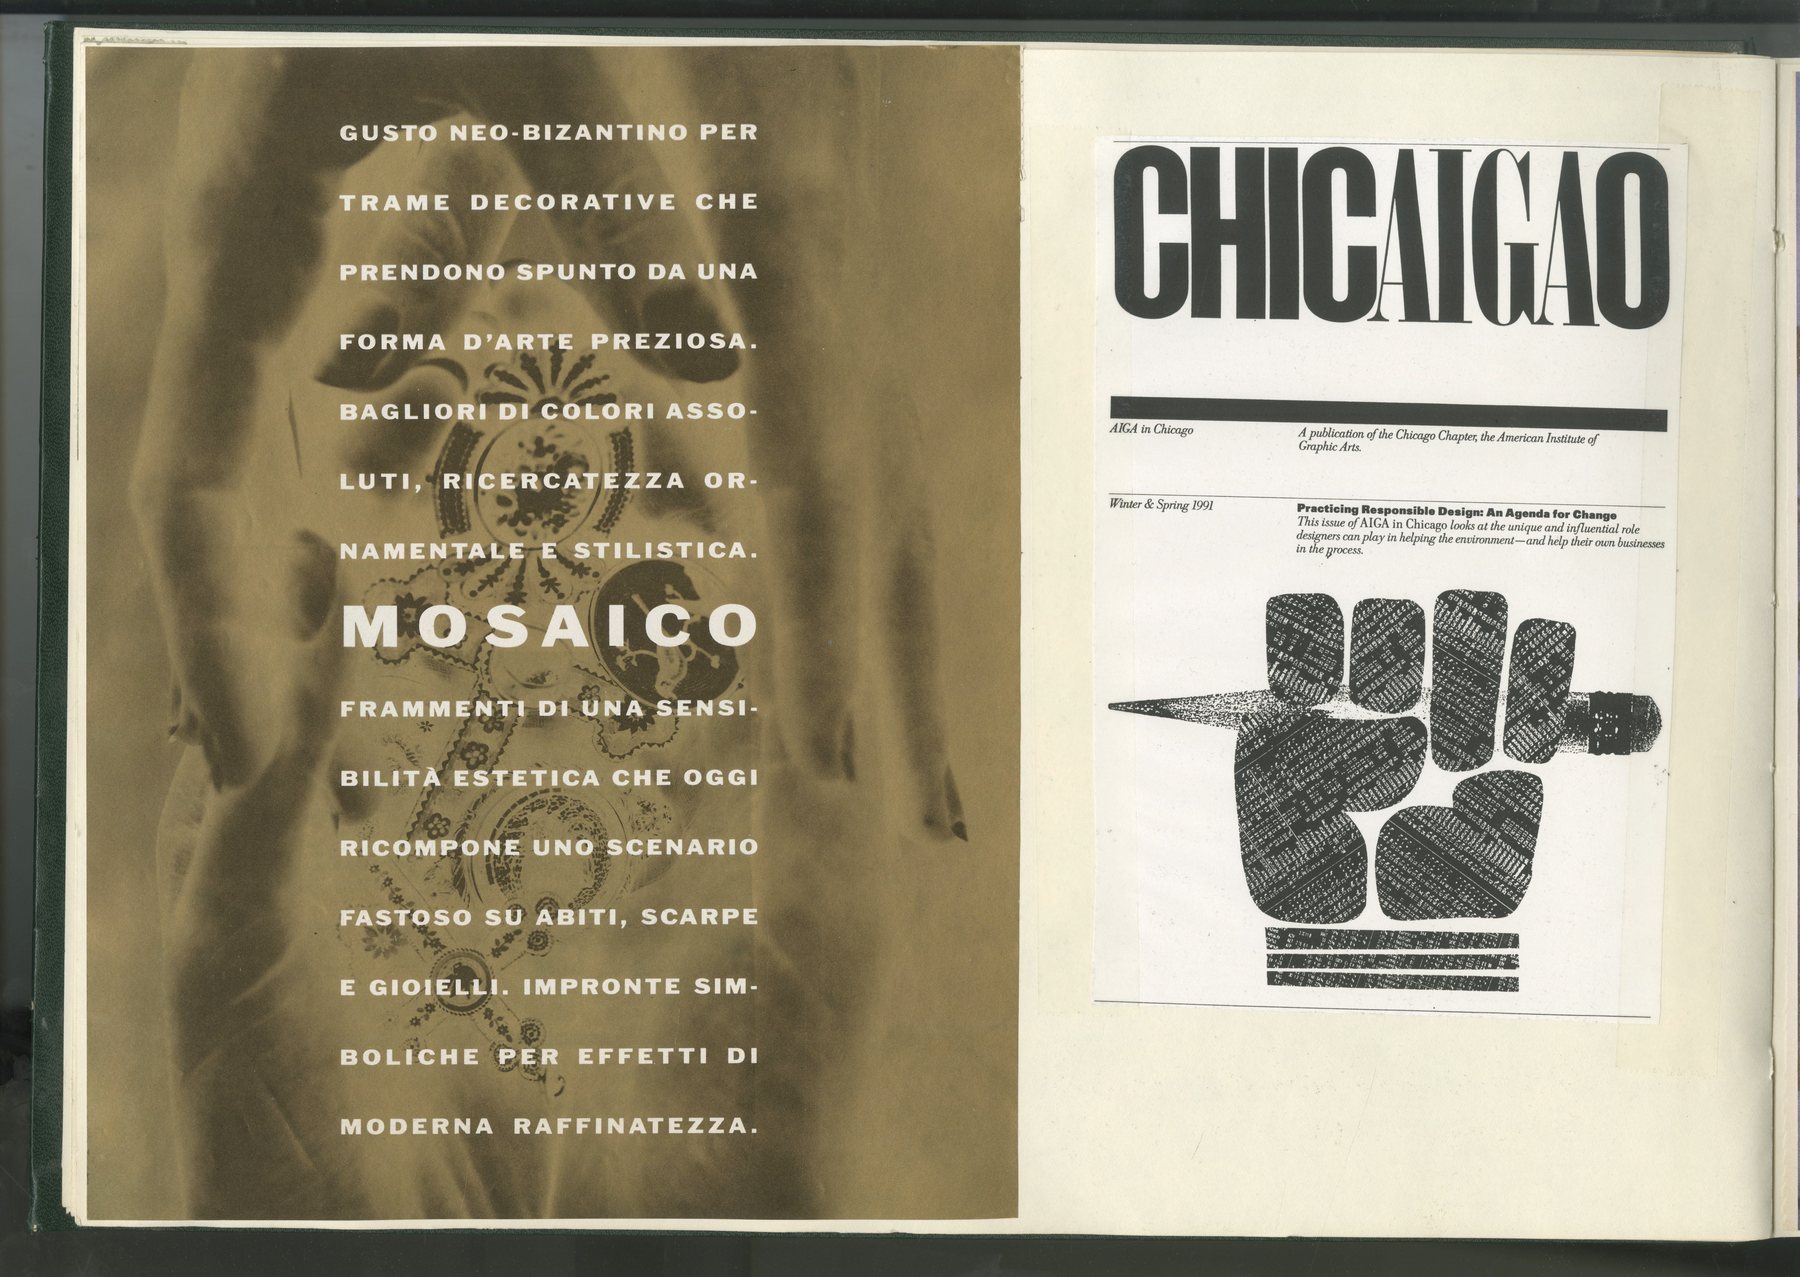 GUSTO NEO-BIZANTINO PER
TRAME DECORATIVE CHE
PRENDONO SPUNTO DA UNA
FORMA D'ARTE PREZIOSA.
BAGLIORI DI COLORI ASSO-
LUTI, RICERCATEZZA OR-
NAMENTALE E STILISTICA.
MOSAICO
FRAMMENTI DI UNA SENSI-
BILITÀ ESTETICA CHE OGGI
RICOMPONE UNO SCENARIO
FASTOSO SU ABITI, SCARPE
E GIOIELLI. IMPRONTE SIM-
BOLICHE PER EFFETTI DI
MODERNA RAFFINATEZZA.
CHICAIGAO
AIGA in Chicago
A publication of the Chicago Chapter, the American Institute of
Graphic Arts.
Winter & Spring 1991
Practicing Responsible Design: An Agenda for Change
This issue of AIGA in Chicago looks at the unique and influential role
designers can play in helping the environment—and help their own businesses
in the process.